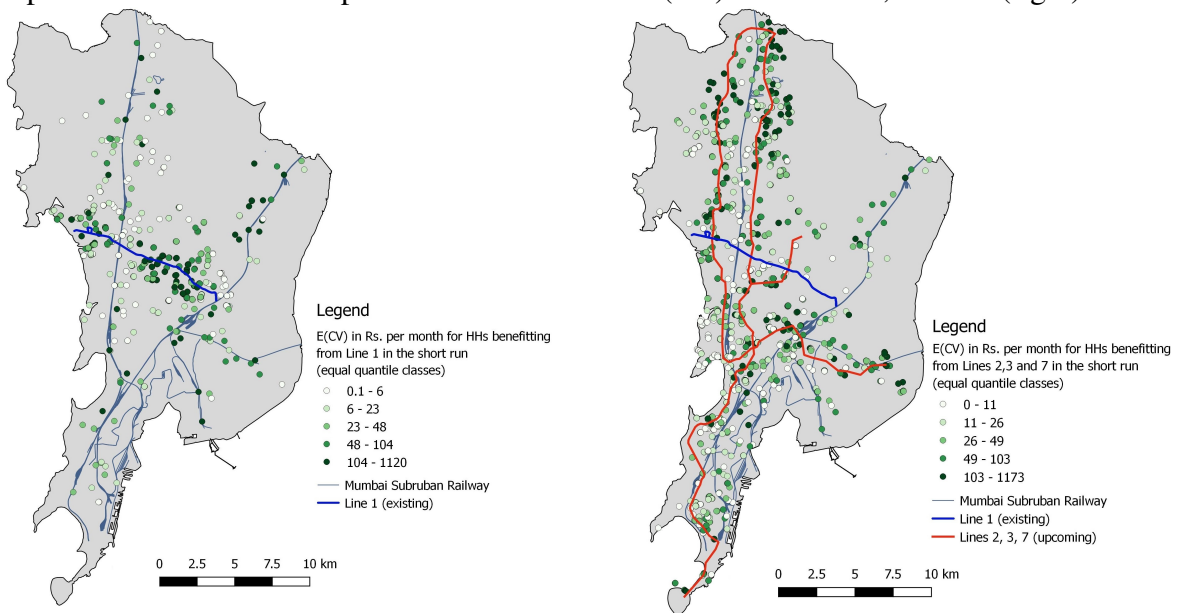 Legend
E(CV) in Rs. per month for HHs benefitting
from Line 1 in the short run
(equal quantile classes)
0.1 - 6
6 - 23
23 - 48
48 - 104
104 - 1120
Mumbai Subruban Railway
Line 1 (existing)
0 2.5 5 7.5 10 km
Legend
E(CV) in Rs. per month for HHs benefitting
from Lines 2,3 and 7 in the short run
(equal quantile classes)
0 - 11
11 - 26
26 - 49
49 - 103
103 - 1173
Mumbai Subruban Railway
Line 1 (existing)
Lines 2, 3, 7 (upcoming)
0 2.5 5 7.5 10 km